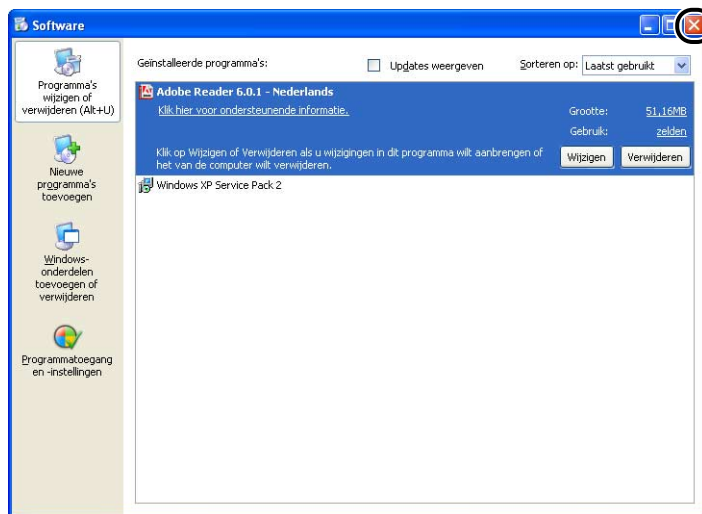 Software
Programma's
wijzigen of
verwijderen (Alt+U)
Nieuwe
programma's
toevoegen
Windows-
onderdelen
toevoegen of
verwijderen
Programmatoegang
en -instellingen
Geïnstalleerde programma's:
Updates weergeven
Sorteren op: Laatst gebruikt
Adobe Reader 6.0.1 - Nederlands
Klik hier voor ondersteunende informatie.
Grootte: 51,16MB
Gebruik: zelden
Klik op Wijzigen of Verwijderen als u wijzigingen in dit programma wilt aanbrengen of
het van de computer wilt verwijderen.
Wijzigen Verwijderen
Windows XP Service Pack 2